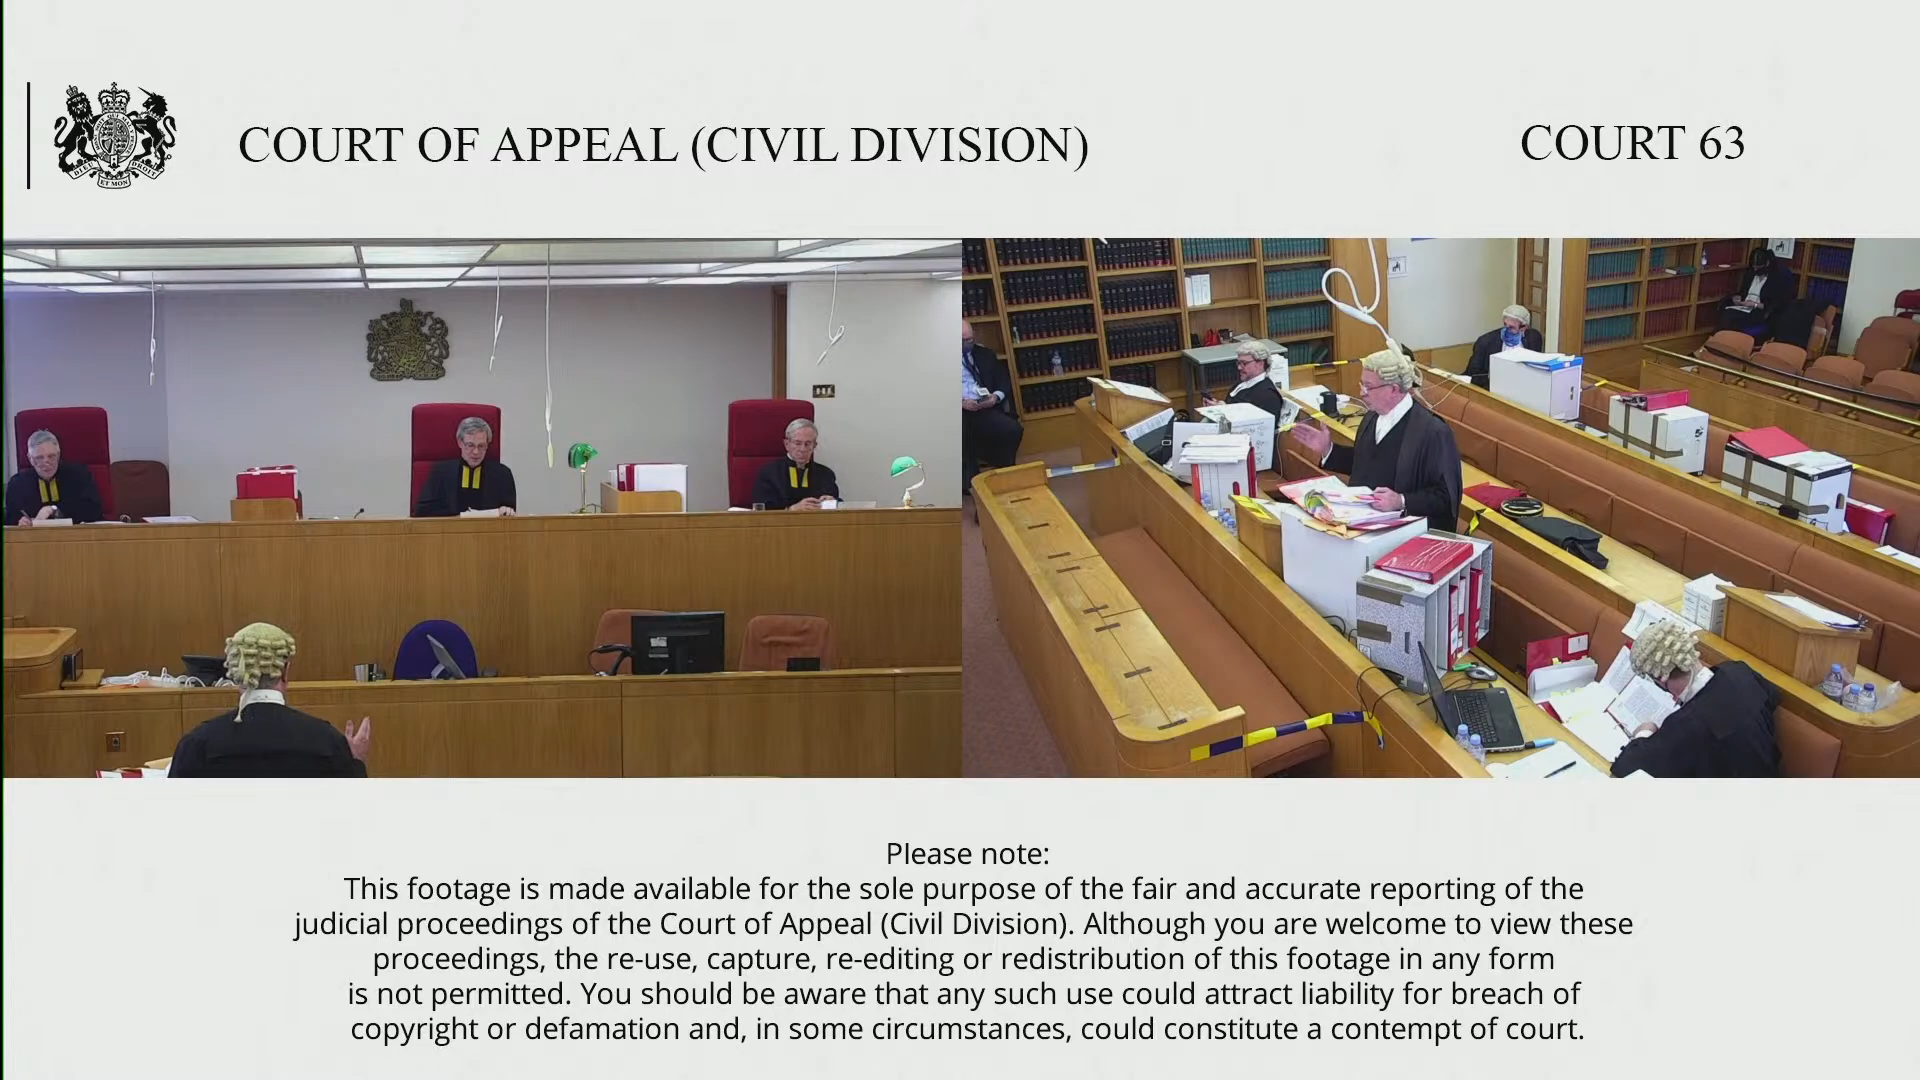 COURT OF APPEAL (CIVIL DIVISION)
COURT 63
DIEU
ET MON
DROIT
Please note:
This footage is made available for the sole purpose of the fair and accurate reporting of the
judicial proceedings of the Court of Appeal (Civil Division). Although you are welcome to view these
proceedings, the re-use, capture, re-editing or redistribution of this footage in any form
is not permitted. You should be aware that any such use could attract liability for breach of
copyright or defamation and, in some circumstances, could constitute a contempt of court.